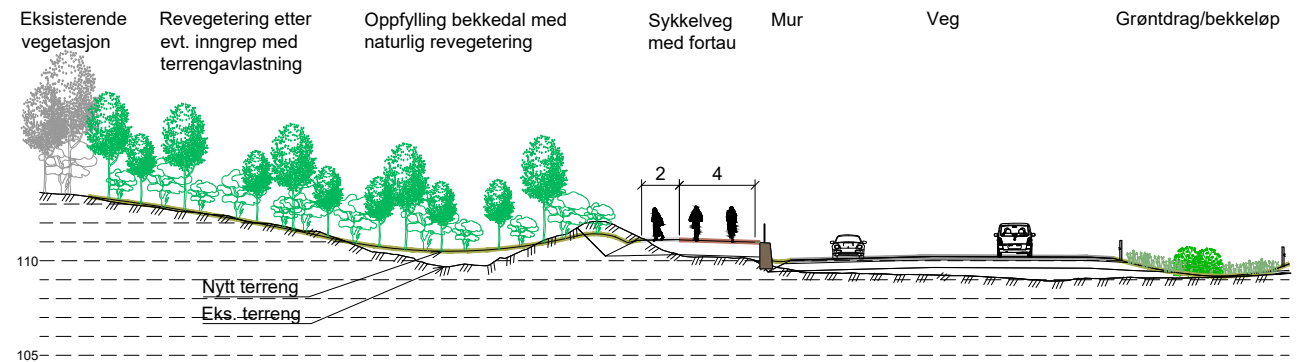 Eksisterende
vegetasjon
Revegetering etter
evt. inngrep med
terrengavlastning
Oppfylling bekkedal med
naturlig revegetering
Sykkelveg
med fortau
Mur
Veg
Grøntdrag/bekkeløp
2
4
110
Nytt terreng
Eks. terreng
105